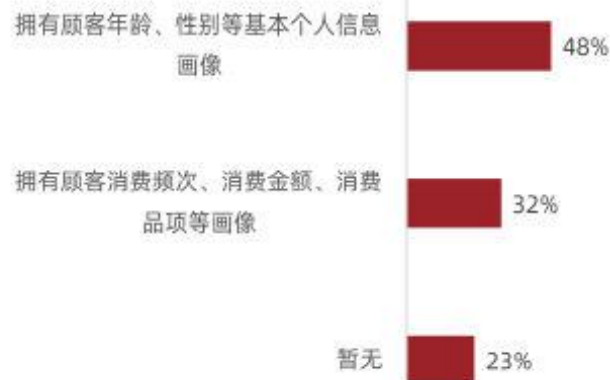 拥有顾客年龄、性别等基本个人信息
画像
48%
拥有顾客消费频次、消费金额、消费
品项等画像
32%
暂无
23%